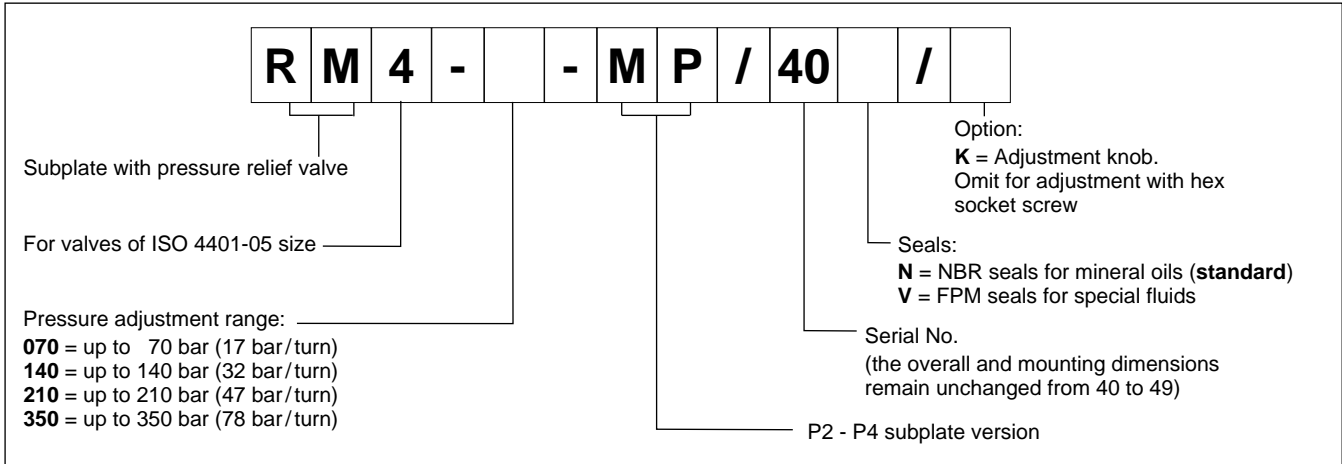 RM4- -MP/40 /
Subplate with pressure relief valve
For valves of ISO 4401-05 size
Pressure adjustment range:
070 = up to 70 bar (17 bar/turn)
140 = up to 140 bar (32 bar/turn)
210 = up to 210 bar (47 bar/turn)
350 = up to 350 bar (78 bar/turn)
Option:
K = Adjustment knob.
Omit for adjustment with hex
socket screw
Seals:
N = NBR seals for mineral oils (standard)
V = FPM seals for special fluids
Serial No.
(the overall and mounting dimensions
remain unchanged from 40 to 49)
P2 - P4 subplate version